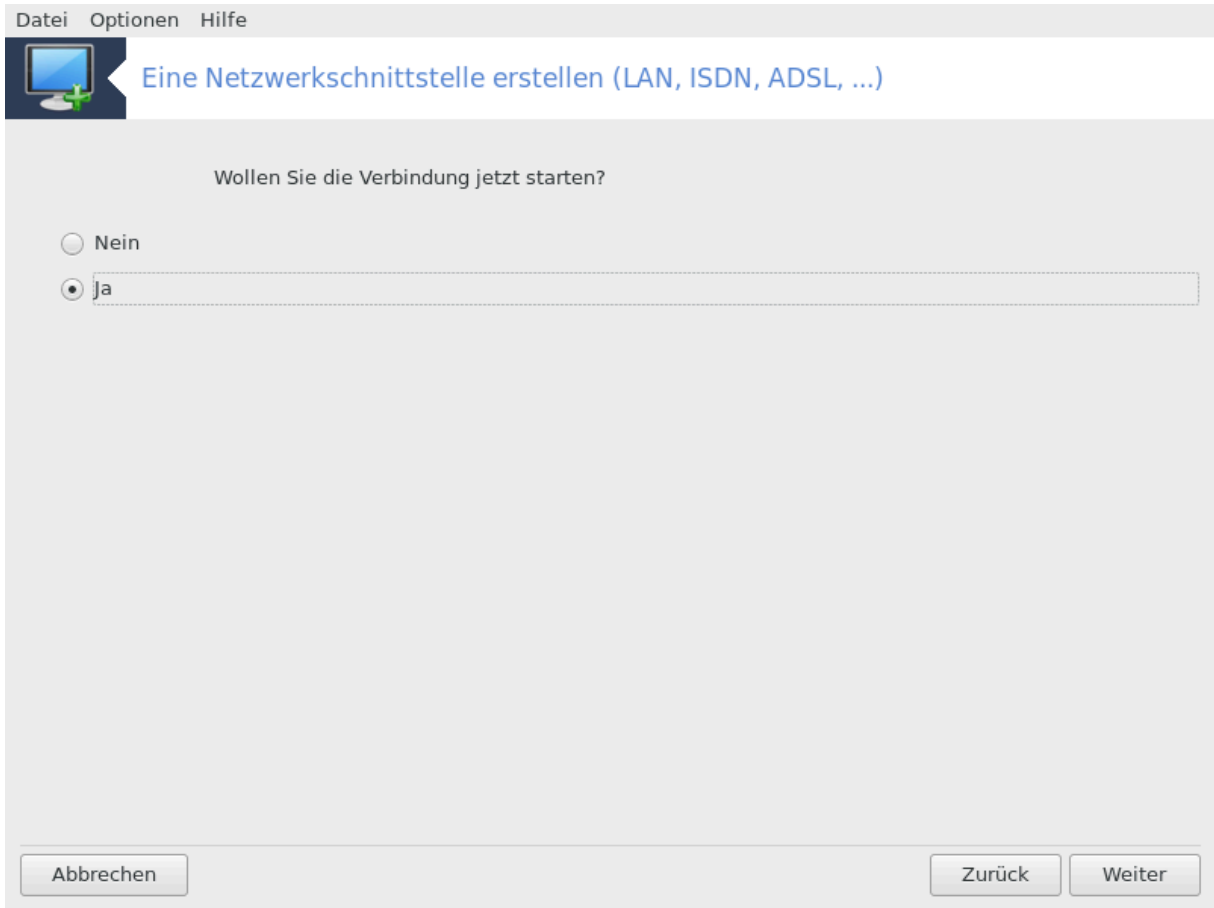 Datei Optionen Hilfe
Eine Netzwerkschnittstelle erstellen (LAN, ISDN, ADSL, ...)
Wollen Sie die Verbindung jetzt starten?
Nein
Ja
Abbrechen Zurück Weiter